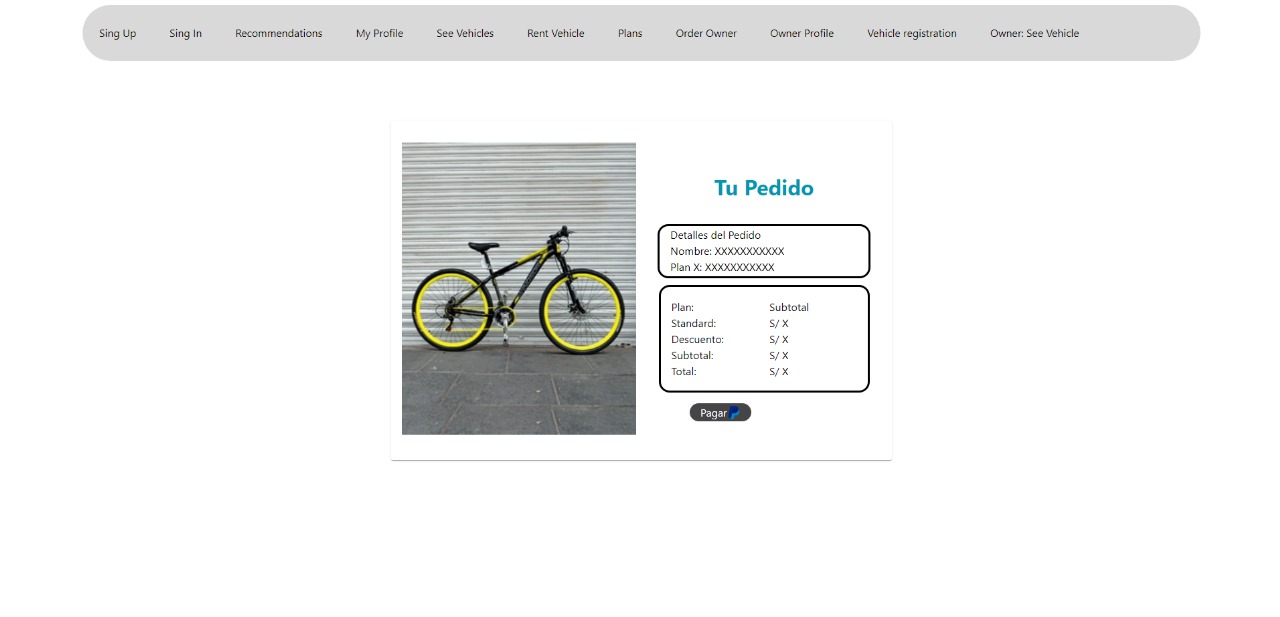 Sing Up Sing In Recommendations My Profile See Vehicles Rent Vehicle Plans Order Owner Owner Profile Vehicle registration Owner: See Vehicle
Tu Pedido
Detalles del Pedido
Nombre: XXXXXXXXXXX
Plan X: XXXXXXXXXXX
Plan: Subtotal
Standard: S/ X
Descuento: S/ X
Subtotal: S/ X
Total: S/ X
Pagar